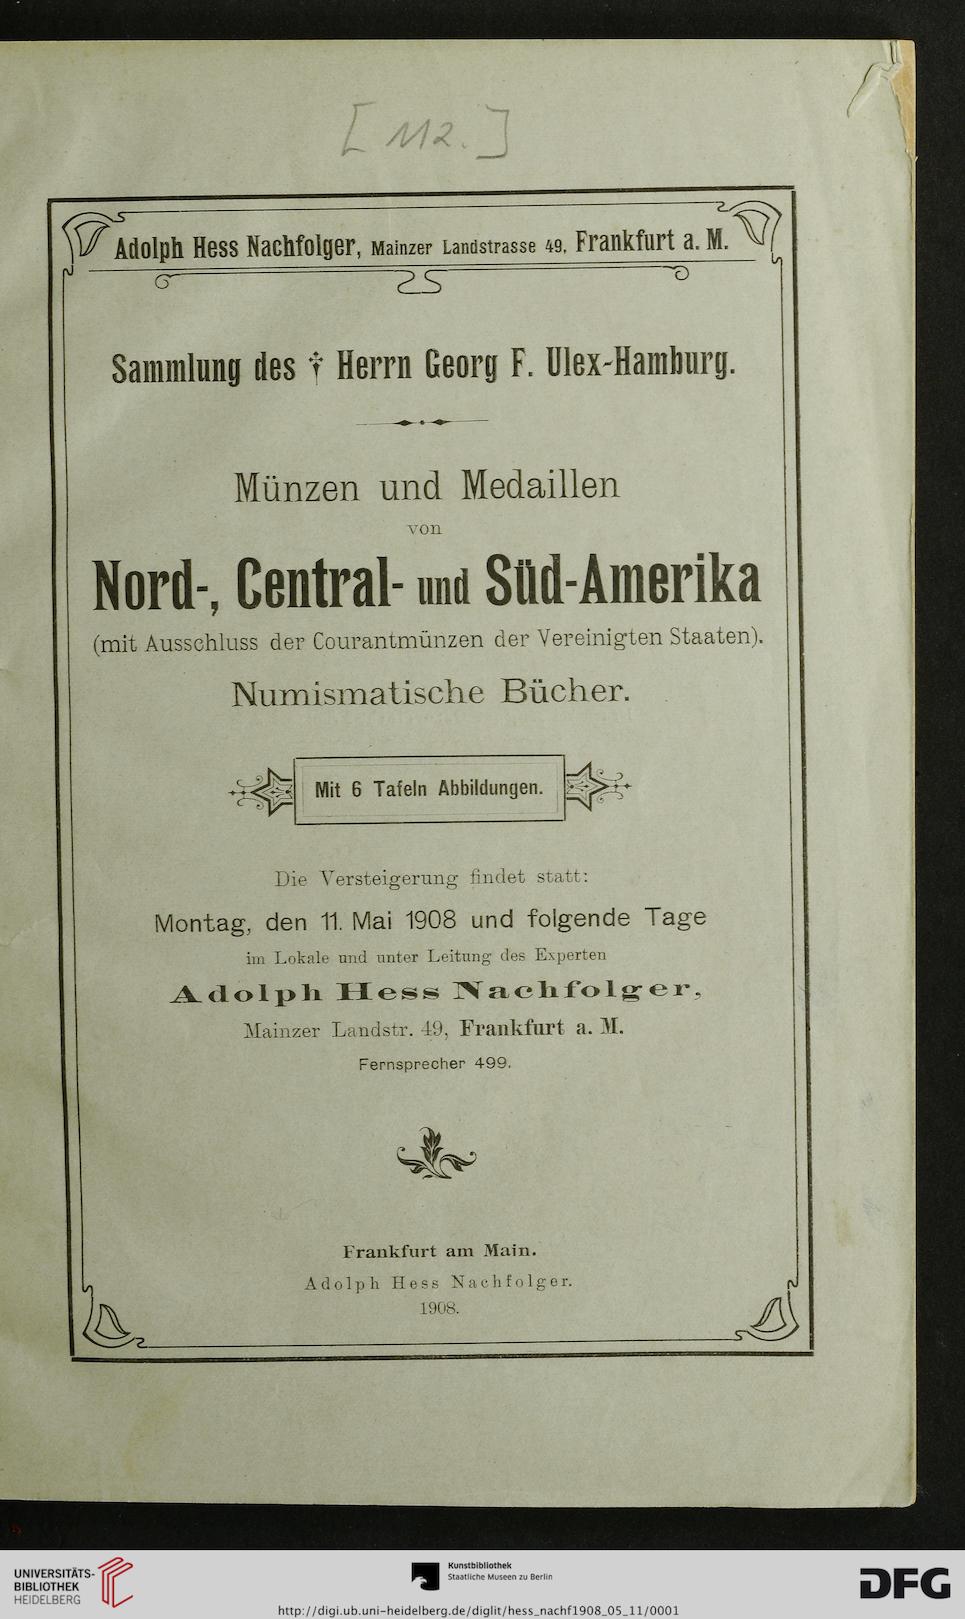 [112.]
Adolph Hess Nachfolger, Mainzer Landstrasse 49, Frankfurt a. M.
Sammlung des † Herrn Georg F. Ulex-Hamburg.
Münzen und Medaillen
von
Nord-, Central- und Süd-Amerika
(mit Ausschluss der Courantmünzen der Vereinigten Staaten).
Numismatische Bücher.
Mit 6 Tafeln Abbildungen.
Die Versteigerung findet statt:
Montag, den 11. Mai 1908 und folgende Tage
im Lokale und unter Leitung des Experten
Adolph Hess Nachfolger,
Mainzer Landstr. 49, Frankfurt a. M.
Fernsprecher 499.
Frankfurt am Main.
Adolph Hess Nachfolger.
1908.
UNIVERSITÄTS-
BIBLIOTHEK
HEIDELBERG
Kunstbibliothek
Staatliche Museen zu Berlin
DFG
http://digi.ub.uni-heidelberg.de/diglit/hess_nachf1908_05_11/0001